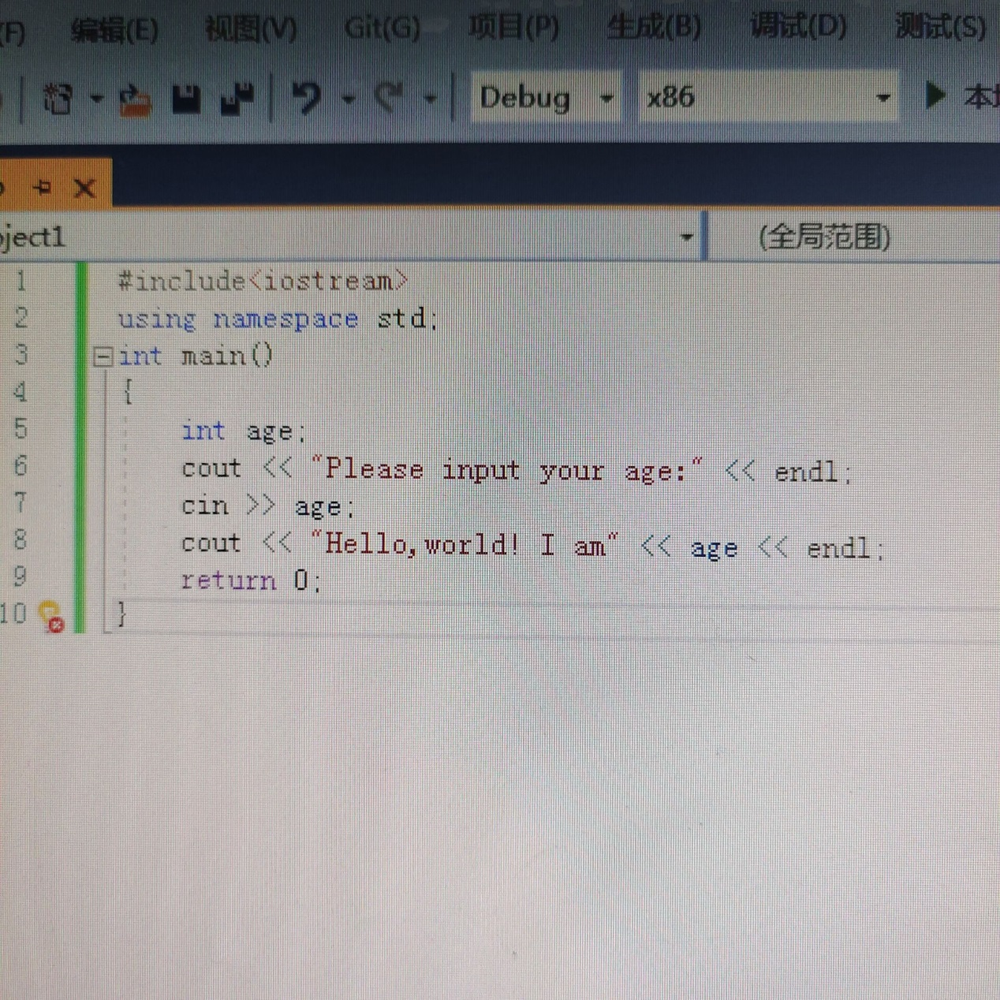 (F) 编辑(E) 视图(V) Git(G) 项目(P) 生成(B) 调试(D) 测试(S)
Debug x86 本
ject1 (全局范围)
1 #include<iostream>
2 using namespace std;
3 int main()
4 {
5 int age;
6 cout << "Please input your age:" << endl;
7 cin >> age;
8 cout << "Hello,world! I am" << age << endl;
9 return 0;
10 }